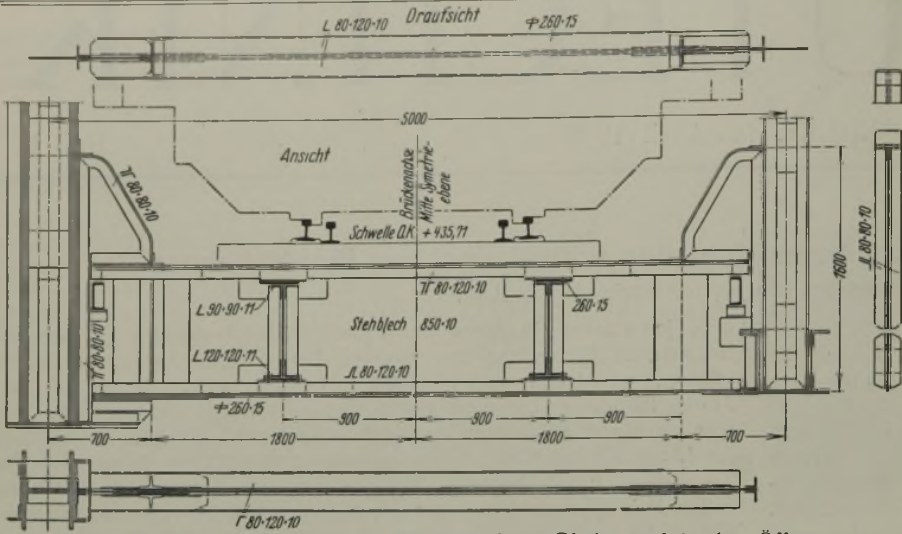 Draufsicht
L 80·120·10
260·15
5000
Ansicht
Brückenachse
Mitte Symetrie-
ebene
80·80·10
Schwelle O.K. + 435,71
80·120·10
L 90·90·11
260·15
Stehblech 850·10
80·80·10
L 120·120·11
80·120·10
260·15
900
900
900
700
1800
1800
700
1600
80·80·10
80·120·10